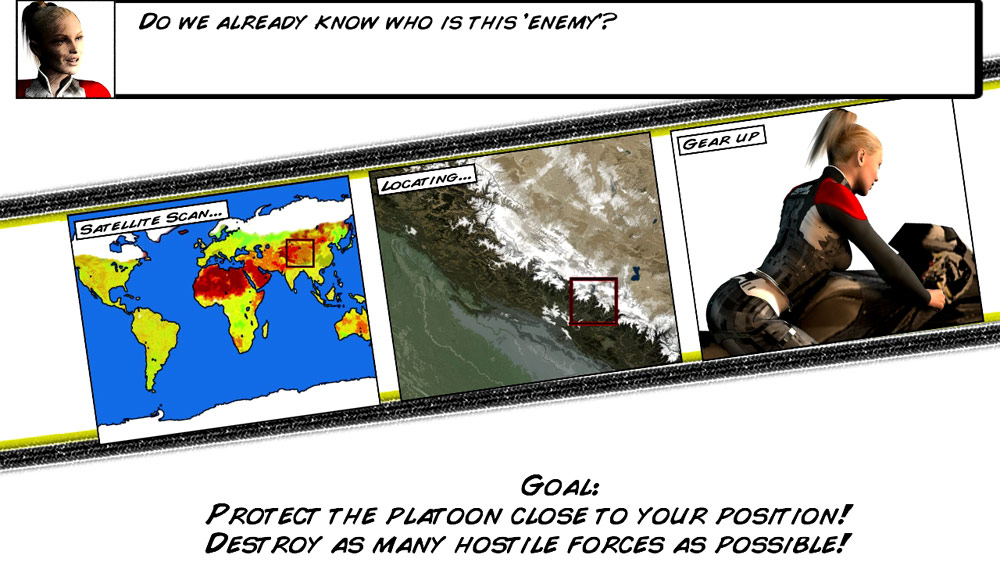 Do we already know who is this 'enemy'?
Satellite Scan...
Locating...
Gear up
Goal:
Protect the platoon close to your position!
Destroy as many hostile forces as possible!